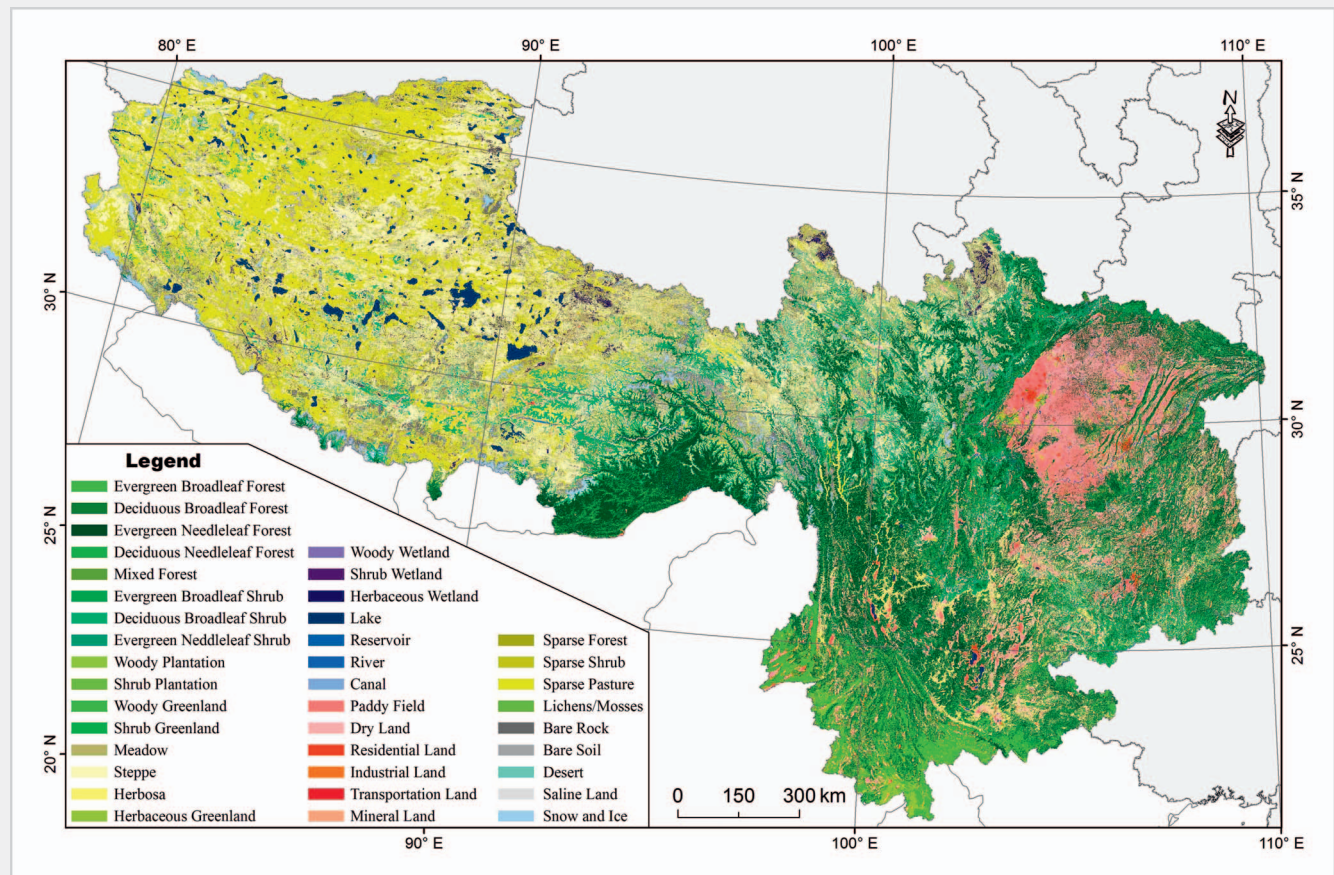 80° E
90° E
100° E
110° E
N
35° N
30° N
30° N
25° N
25° N
20° N
Legend
Evergreen Broadleaf Forest
Deciduous Broadleaf Forest
Evergreen Needleleaf Forest
Deciduous Needleleaf Forest
Mixed Forest
Evergreen Broadleaf Shrub
Deciduous Broadleaf Shrub
Evergreen Neddleleaf Shrub
Woody Plantation
Shrub Plantation
Woody Greenland
Shrub Greenland
Meadow
Steppe
Herbosa
Herbaceous Greenland
Woody Wetland
Shrub Wetland
Herbaceous Wetland
Lake
Reservoir
River
Canal
Paddy Field
Dry Land
Residential Land
Industrial Land
Transportation Land
Mineral Land
Sparse Forest
Sparse Shrub
Sparse Pasture
Lichens/Mosses
Bare Rock
Bare Soil
Desert
Saline Land
Snow and Ice
0 150 300 km
90° E
100° E
110° E